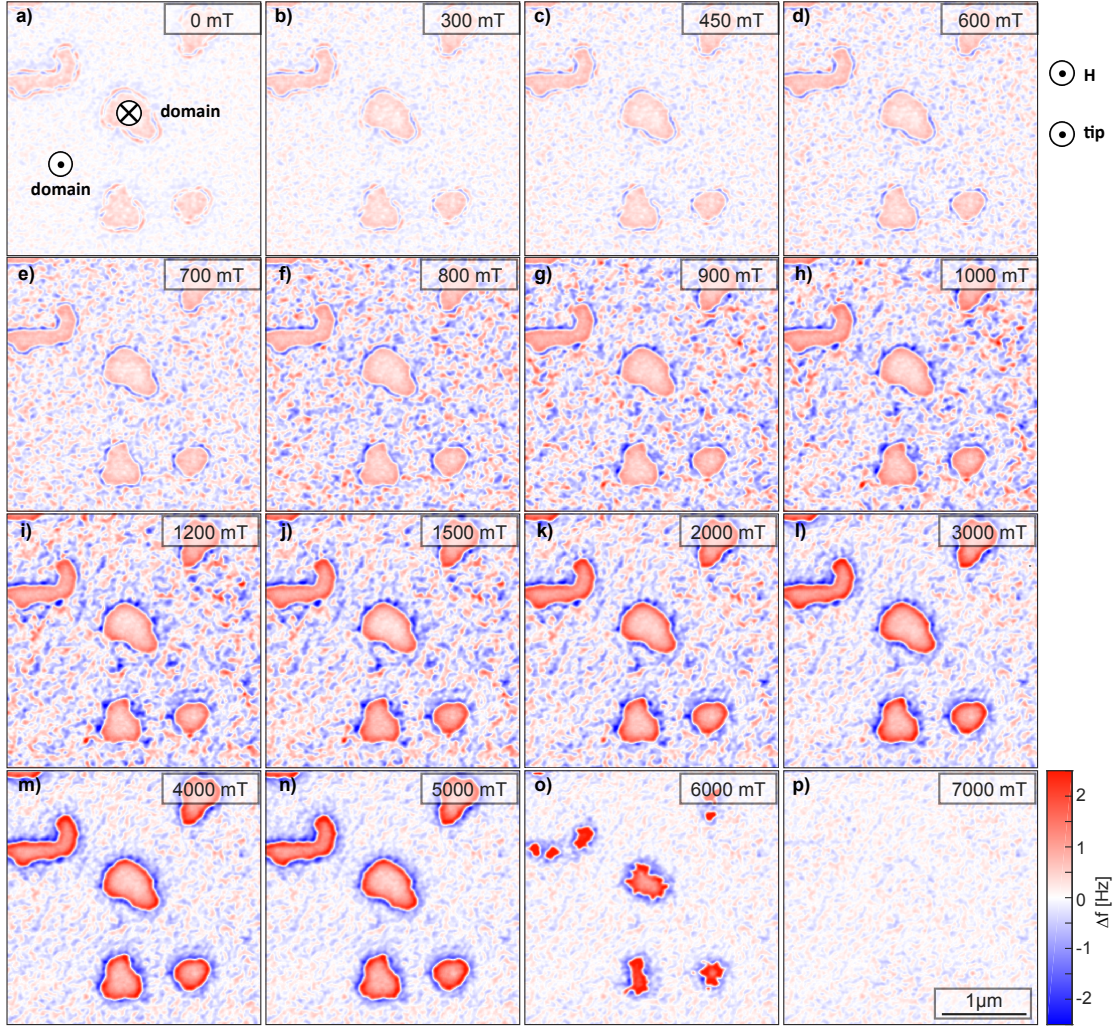 a) 0 mT
b) 300 mT
c) 450 mT
d) 600 mT
H
tip
domain
domain
e) 700 mT
f) 800 mT
g) 900 mT
h) 1000 mT
i) 1200 mT
j) 1500 mT
k) 2000 mT
l) 3000 mT
m) 4000 mT
n) 5000 mT
o) 6000 mT
p) 7000 mT
2
1
0
-1
-2
Δf [Hz]
1µm